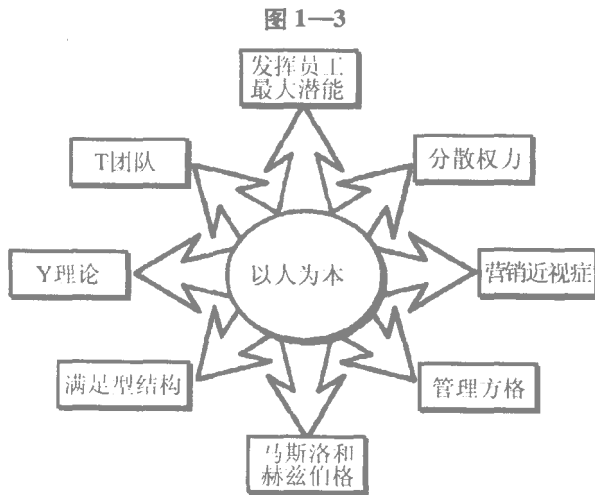 图1—3
发挥员工
最大潜能
T团队
分散权力
Y理论
以人为本
营销近视症
满足型结构
管理方格
马斯洛和
赫兹伯格